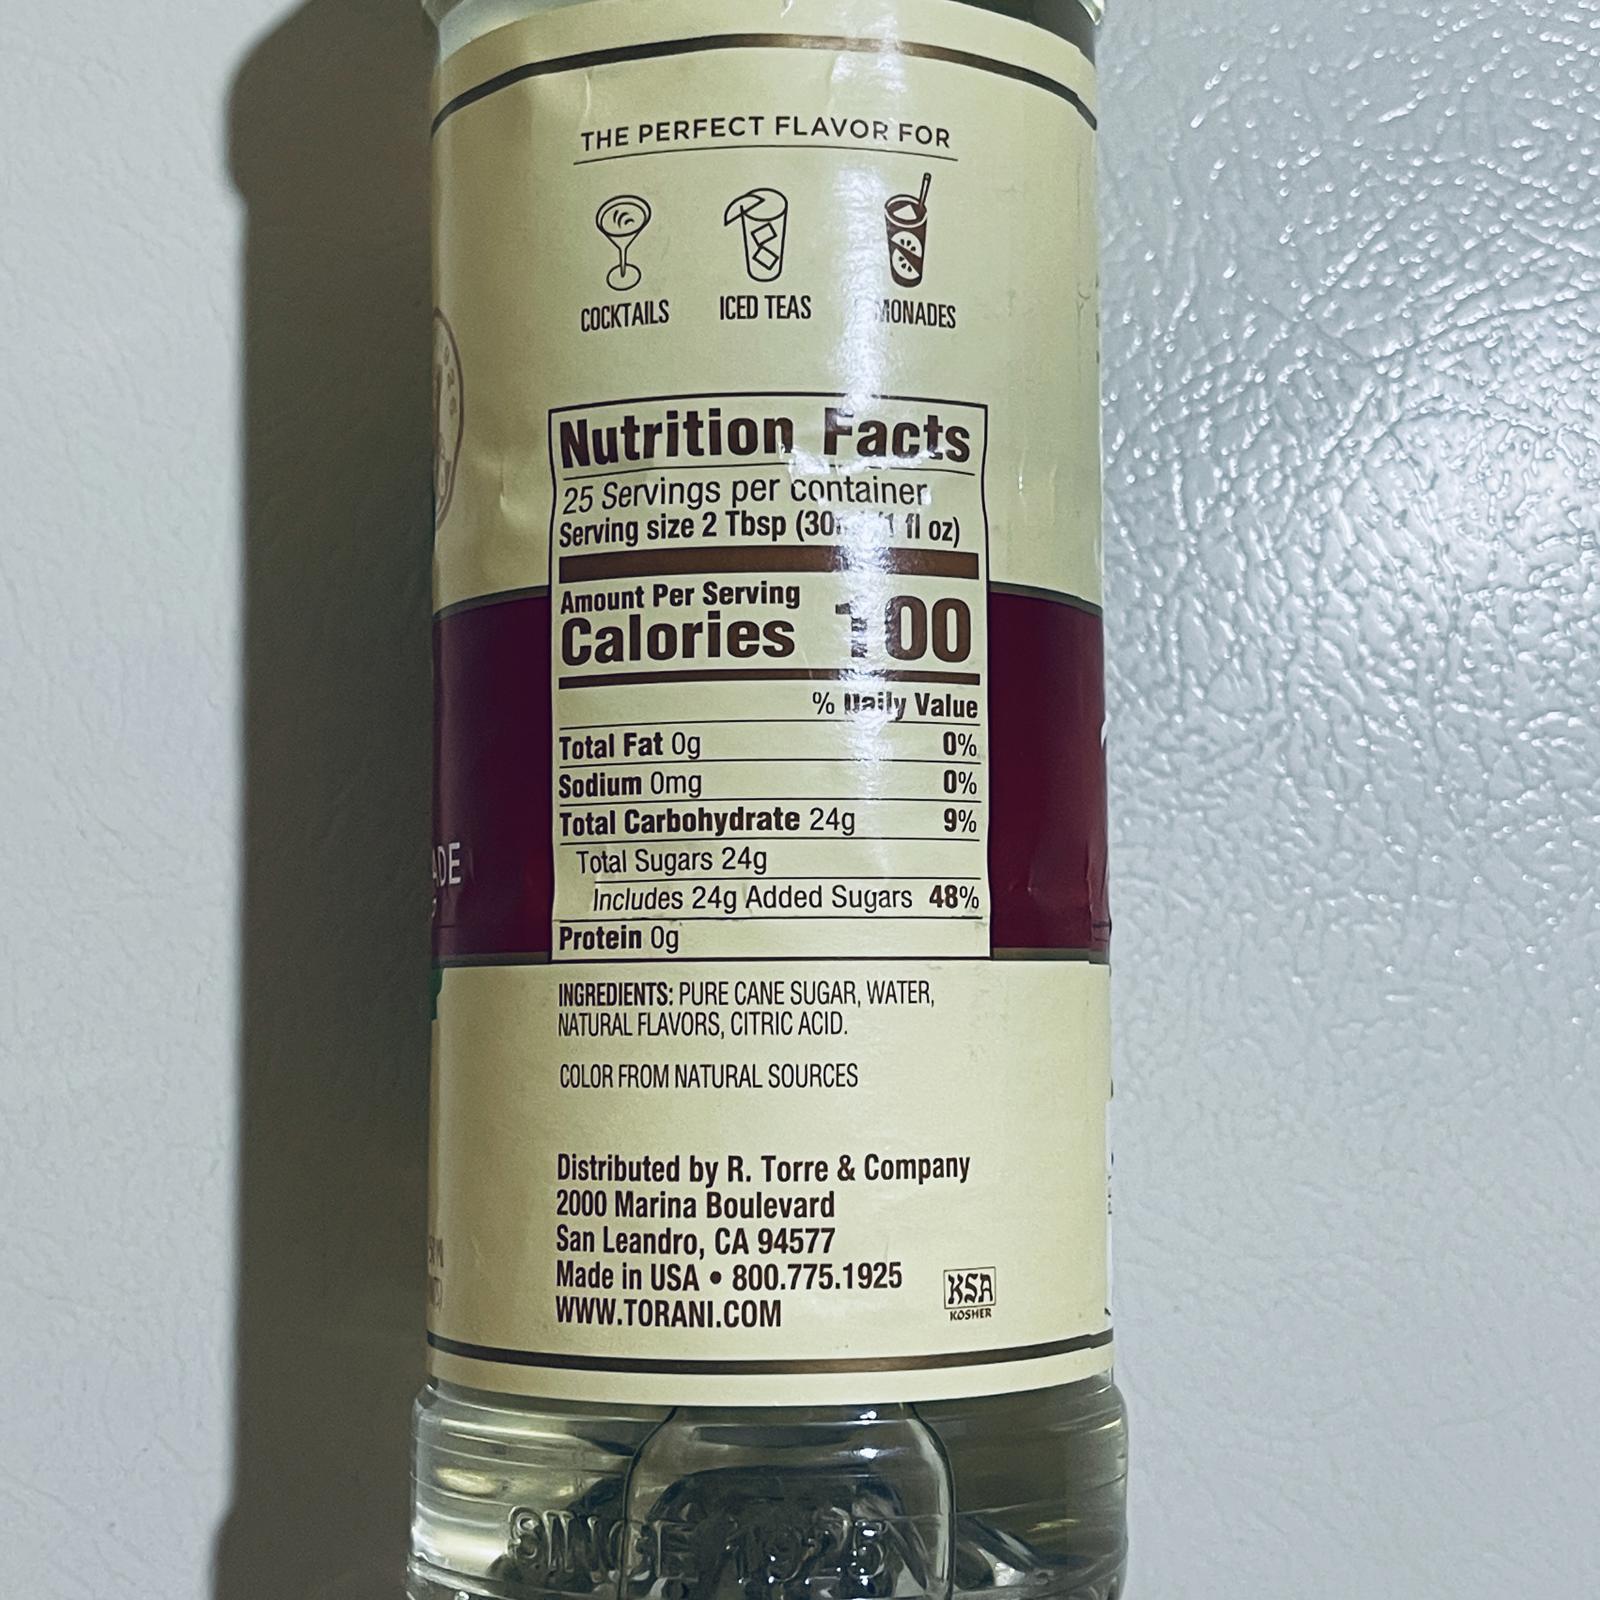 THE PERFECT FLAVOR FOR
COCKTAILS
ICED TEAS
Nutrition Facts
25 Servings per container
Serving size 2 Tbsp fl oz)
Amount Per Serving
Calories 100
% Daily Value
Total Fat 0g 0%
Sodium 0mg 0%
Total Carbohydrate 24g 9%
Total Sugars 24g
Includes 24g Added Sugars 48%
Protein 0g
INGREDIENTS: PURE CANE SUGAR, WATER,
NATURAL FLAVORS, CITRIC ACID.
COLOR FROM NATURAL SOURCES
Distributed by R. Torre & Company
2000 Marina Boulevard
San Leandro, CA 94577
Made in USA • 800.775.1925
WWW.TORANI.COM
KSA
KOSHER
SINCE 1925